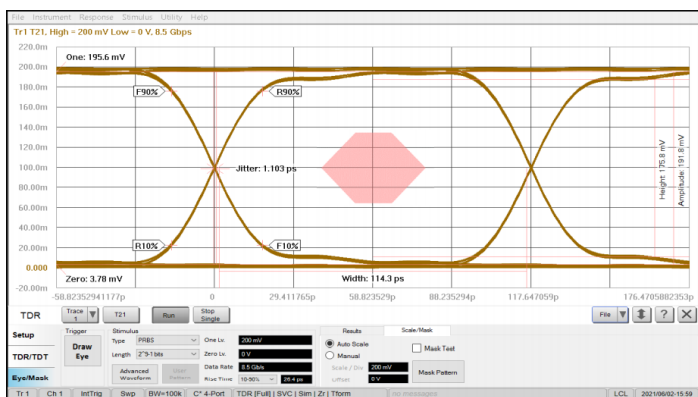 File Instrument Response Stimulus Utility Help
Tr1 T21, High = 200 mV Low = 0 V, 8.5 Gbps
220.0m
One: 195.6 mV
200.0m
180.0m
F90%
R90%
160.0m
140.0m
120.0m
100.0m
Jitter: 1.103 ps
80.00m
60.00m
40.00m
R10%
F10%
20.00m
0.000
Zero: 3.78 mV
Width: 114.3 ps
-20.00m
Height: 175.8 mV
Amplitude: 191.8 mV
-58.82352941177p 0 29.411765p 58.823529p 88.235294p 117.647059p 176.4705882353p
TDR Trace 1 T21 Run Stop Single File ? X
Setup
TDR/TDT
Eye/Mask
Trigger
Draw Eye
Stimulus
Type PRBS
Length 2^9-1 bits
Advanced Waveform
User Pattern
One Lv. 200 mV
Zero Lv. 0 V
Data Rate 8.5 Gb/s
Rise Time 10-90% 26.4 ps
Results Scale/Mask
Auto Scale
Manual
Scale / Div 200 mV
Offset 0 V
Mask Test
Mask Pattern
Tr 1 Ch 1 IntTrig Swp BW=100k C* 4-Port TDR [Full] | SVC | Sim | Zr | Tform no messages LCL 2021/06/02-15:59